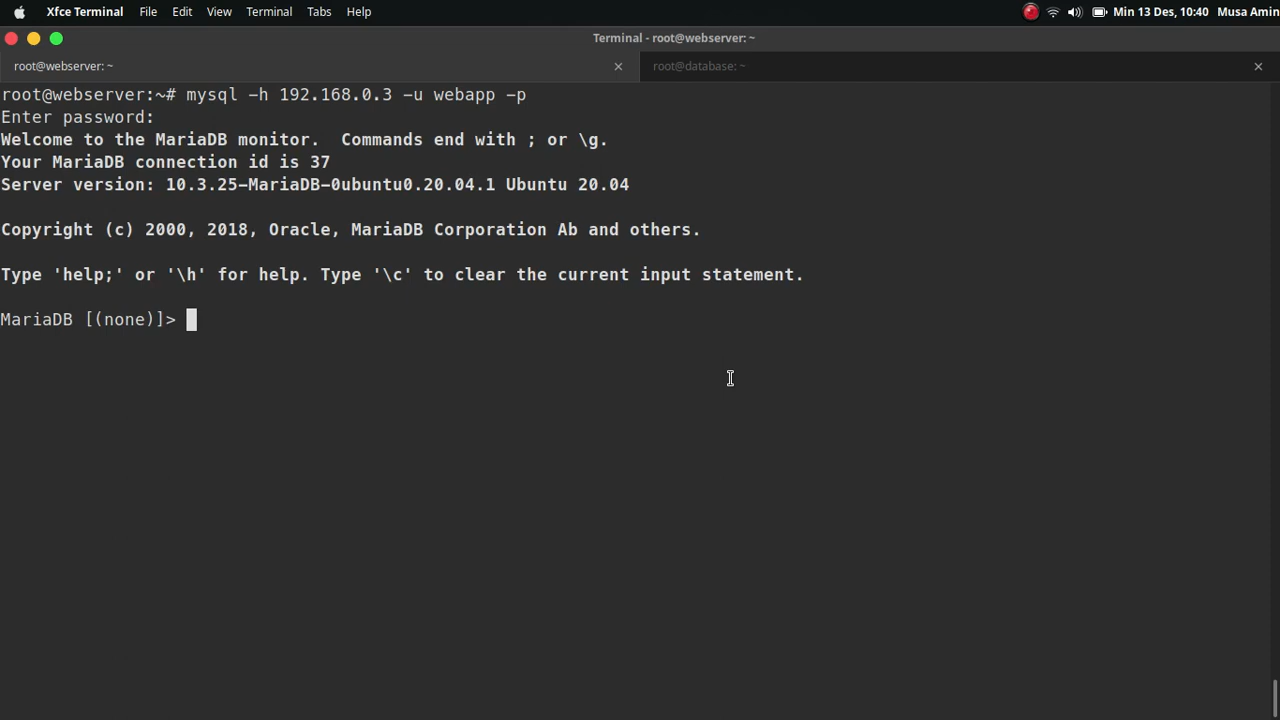 Xfce Terminal File Edit View Terminal Tabs Help Min 13 Des, 10:40 Musa Amin
Terminal - root@webserver: ~
root@webserver: ~ root@database: ~
root@webserver:~# mysql -h 192.168.0.3 -u webapp -p
Enter password:
Welcome to the MariaDB monitor.  Commands end with ; or \g.
Your MariaDB connection id is 37
Server version: 10.3.25-MariaDB-0ubuntu0.20.04.1 Ubuntu 20.04
Copyright (c) 2000, 2018, Oracle, MariaDB Corporation Ab and others.
Type 'help;' or '\h' for help. Type '\c' to clear the current input statement.
MariaDB [(none)]>